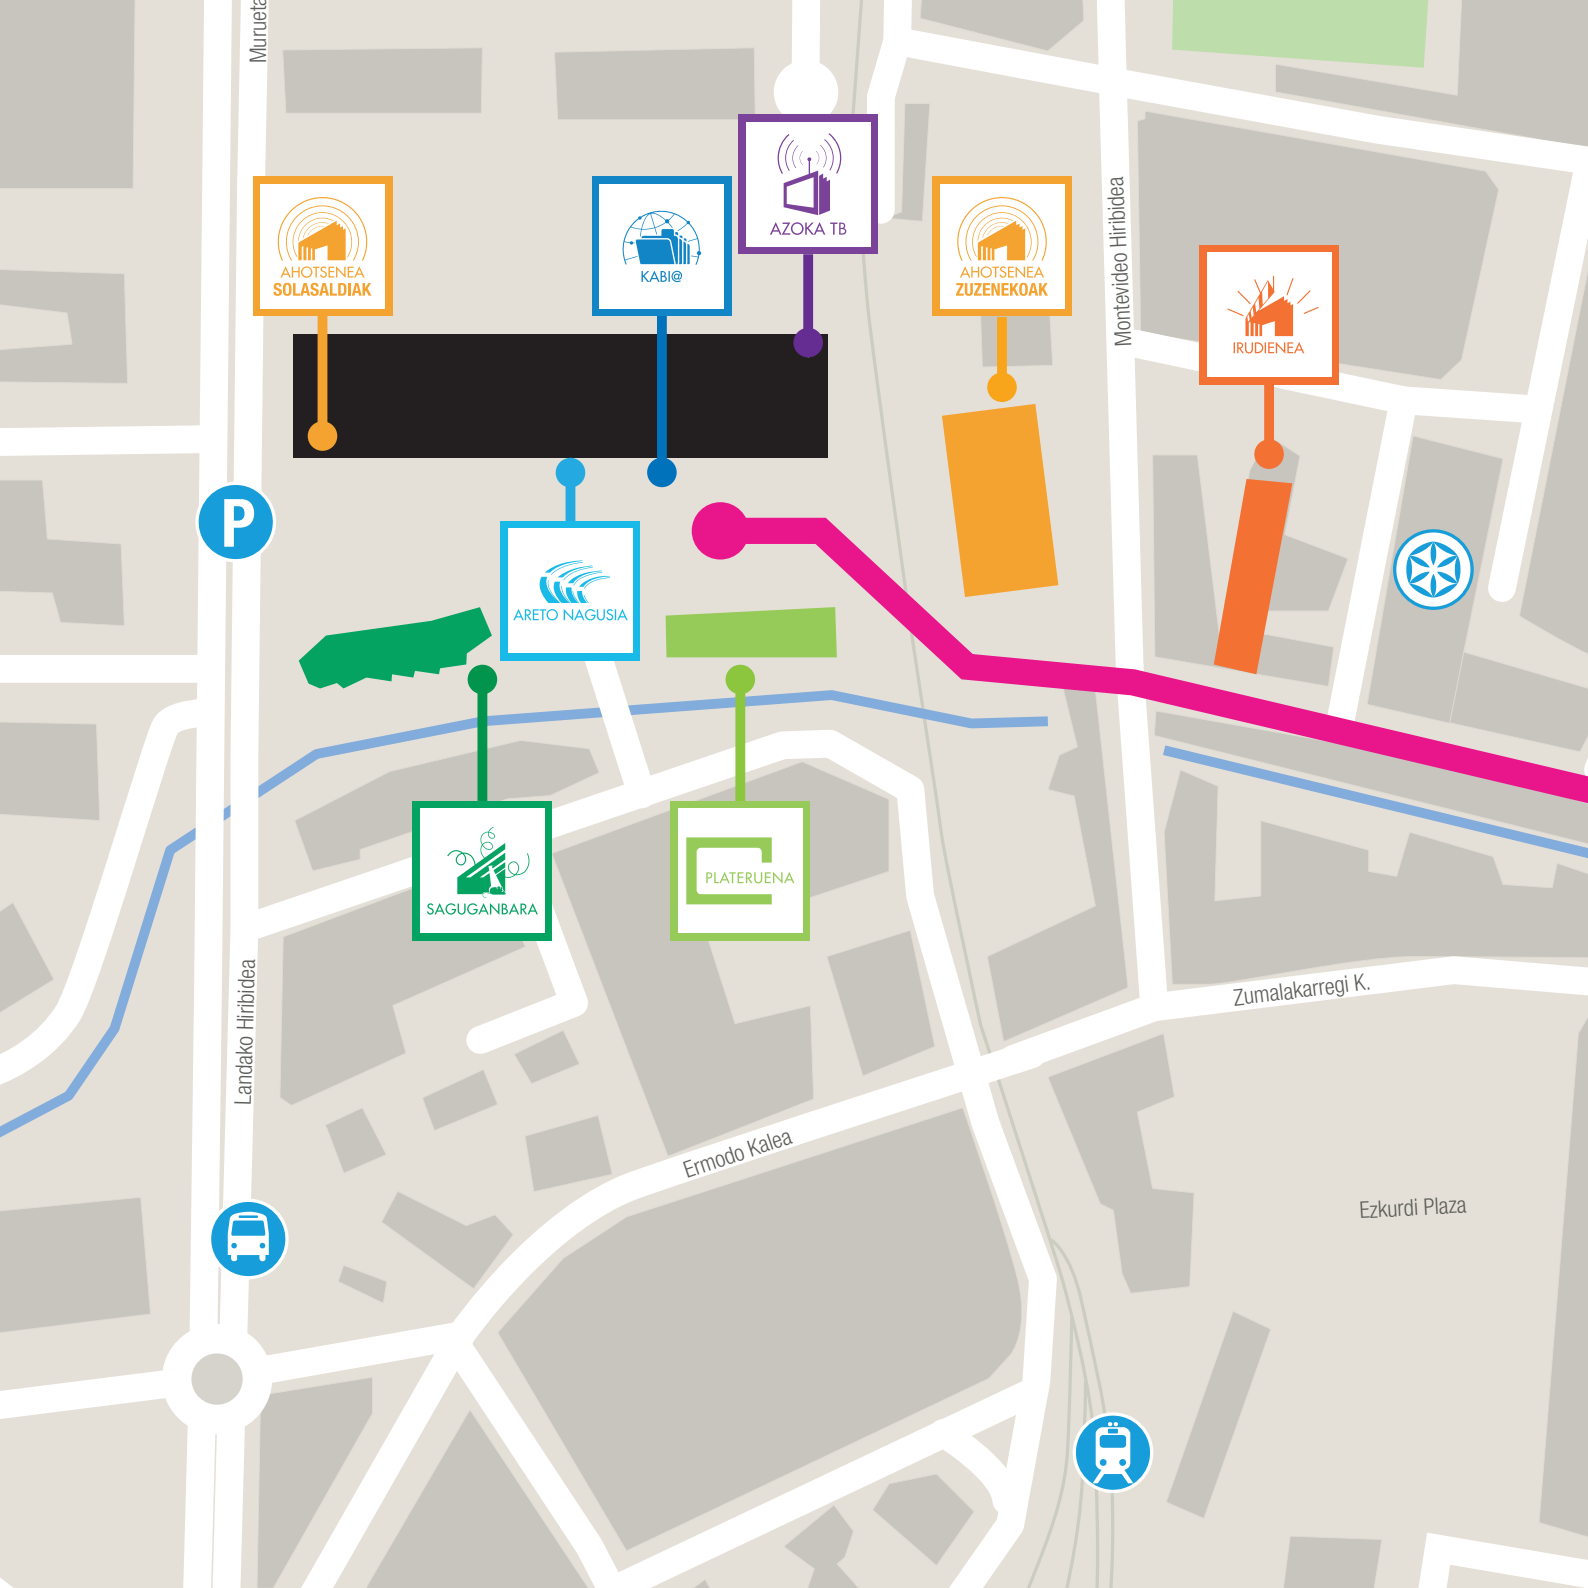 Murueta
AZOKA TB
AHOTSENEA
SOLASALDIAK
KABI@
AHOTSENEA
ZUZENEKOAK
Montevideo Hiribidea
IRUDIENEA
P
ARETO NAGUSIA
PLATERUENA
SAGUGANBARA
Landako Hiribidea
Zumalakarregi K.
Ermodo Kalea
Ezkurdi Plaza